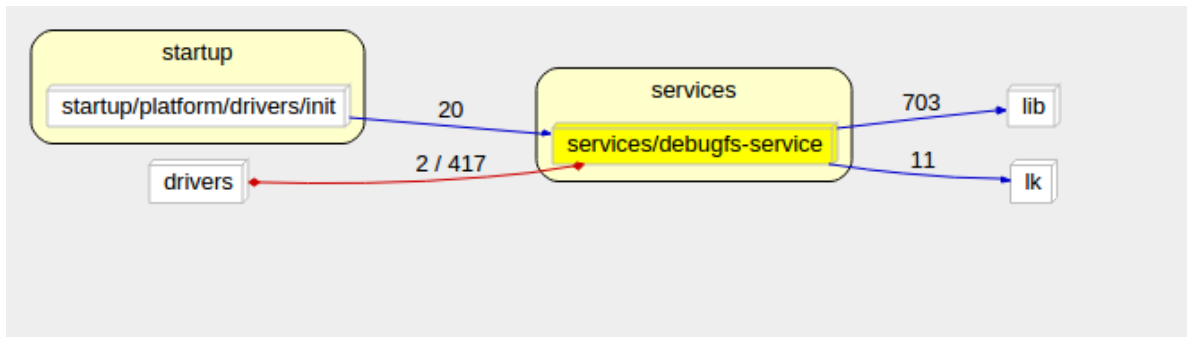 startup
startup/platform/drivers/init
20
services
services/debugfs-service
703
lib
drivers
2 / 417
11
lk